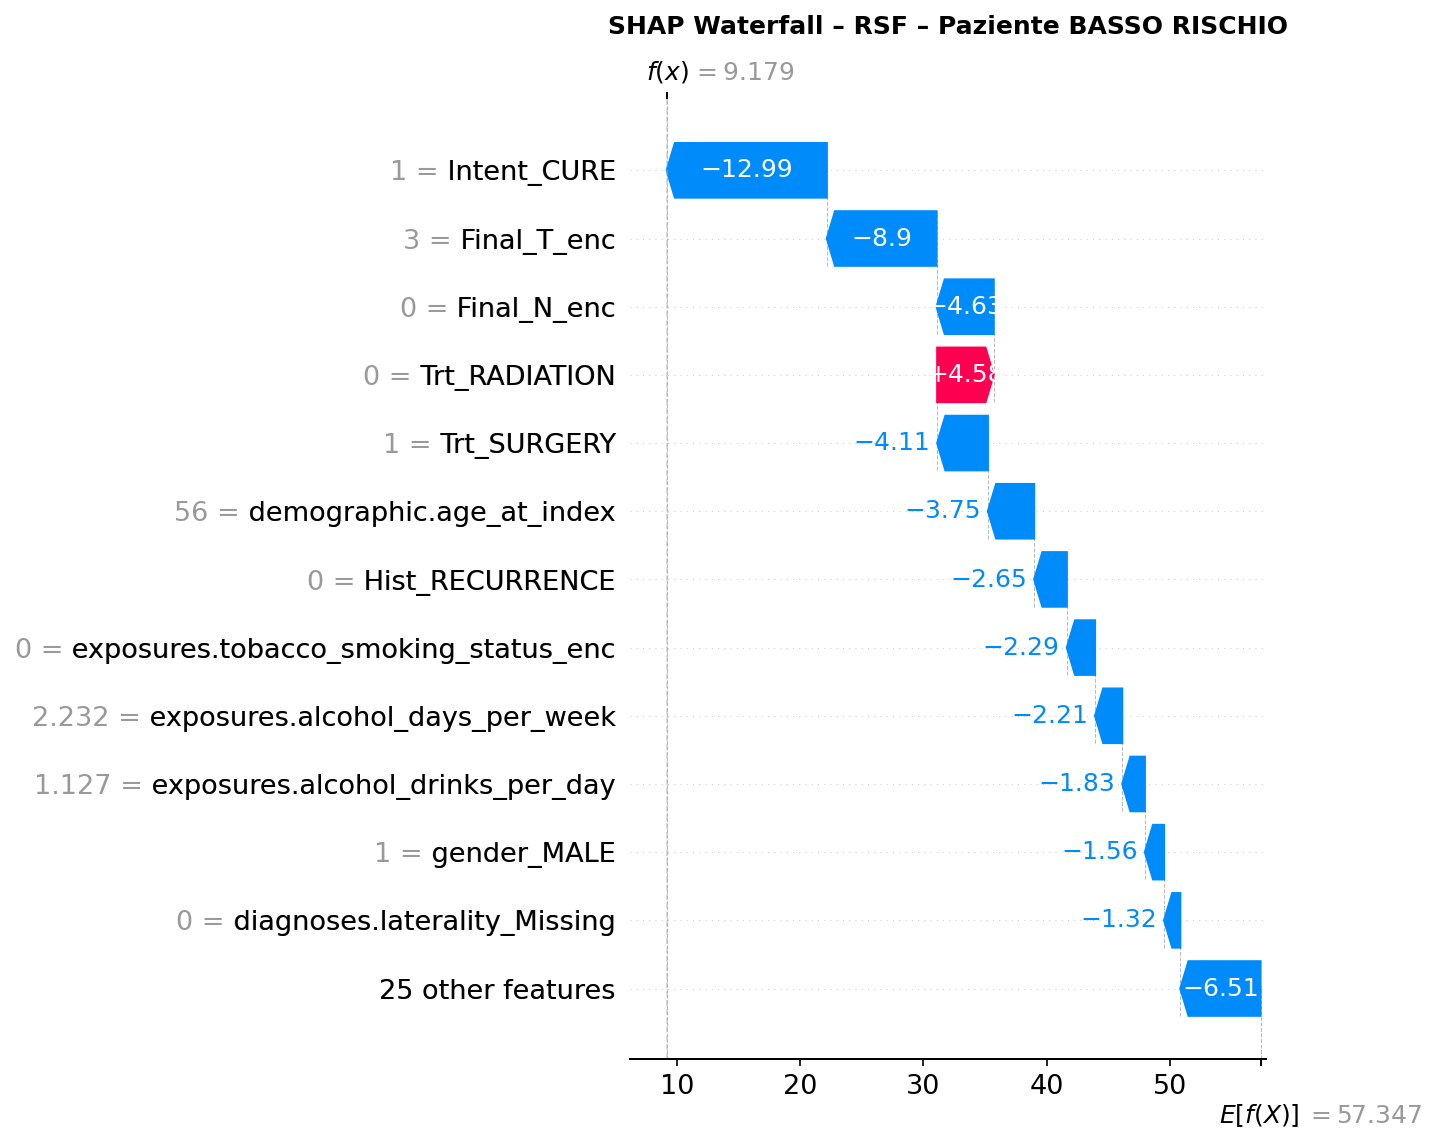 SHAP Waterfall – RSF – Paziente BASSO RISCHIO
f(x) = 9.179
1 = Intent_CURE
−12.99
3 = Final_T_enc
−8.9
0 = Final_N_enc
−4.63
0 = Trt_RADIATION
+4.58
1 = Trt_SURGERY
−4.11
56 = demographic.age_at_index
−3.75
0 = Hist_RECURRENCE
−2.65
0 = exposures.tobacco_smoking_status_enc
−2.29
2.232 = exposures.alcohol_days_per_week
−2.21
1.127 = exposures.alcohol_drinks_per_day
−1.83
1 = gender_MALE
−1.56
0 = diagnoses.laterality_Missing
−1.32
25 other features
−6.51
10 20 30 40 50
E[f(X)] = 57.347